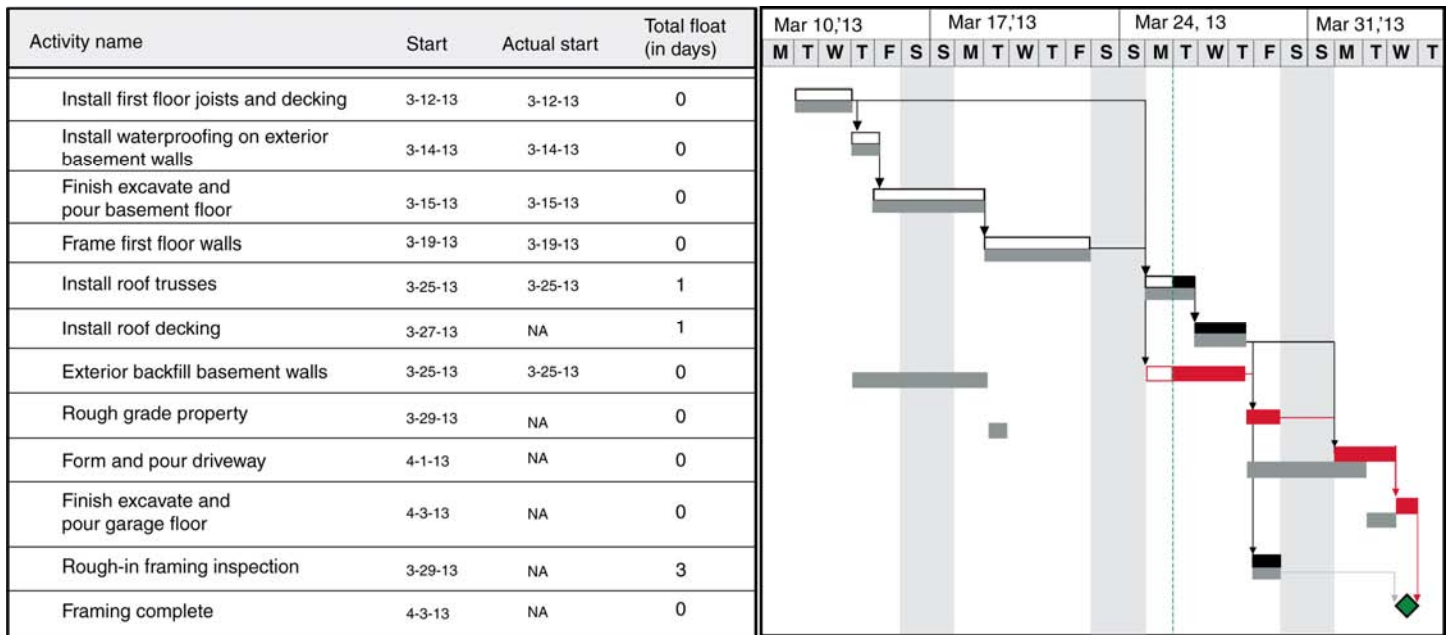 Activity name Start Actual start Total float
(in days)
Mar 10,'13 Mar 17,'13 Mar 24, 13 Mar 31,'13
M T W T F S S M T W T F S S M T W T F S S M T W T
Install first floor joists and decking 3-12-13 3-12-13 0
Install waterproofing on exterior
basement walls 3-14-13 3-14-13 0
Finish excavate and
pour basement floor 3-15-13 3-15-13 0
Frame first floor walls 3-19-13 3-19-13 0
Install roof trusses 3-25-13 3-25-13 1
Install roof decking 3-27-13 NA 1
Exterior backfill basement walls 3-25-13 3-25-13 0
Rough grade property 3-29-13 NA 0
Form and pour driveway 4-1-13 NA 0
Finish excavate and
pour garage floor 4-3-13 NA 0
Rough-in framing inspection 3-29-13 NA 3
Framing complete 4-3-13 NA 0